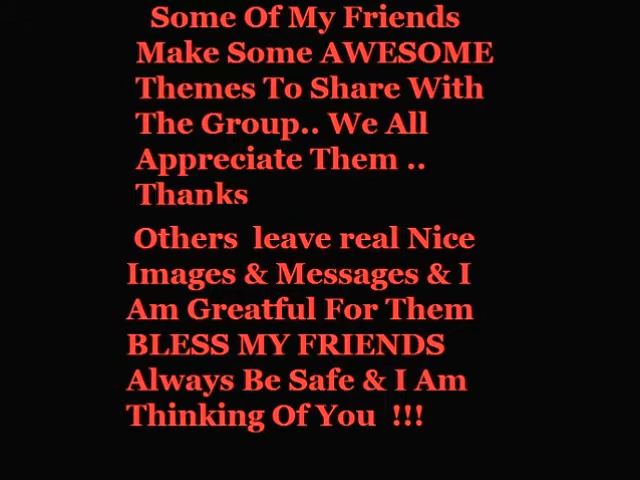 Some Of My Friends
Make Some AWESOME
Themes To Share With
The Group.. We All
Appreciate Them ..
Thanks
Others leave real Nice
Images & Messages & I
Am Greatful For Them
BLESS MY FRIENDS
Always Be Safe & I Am
Thinking Of You !!!